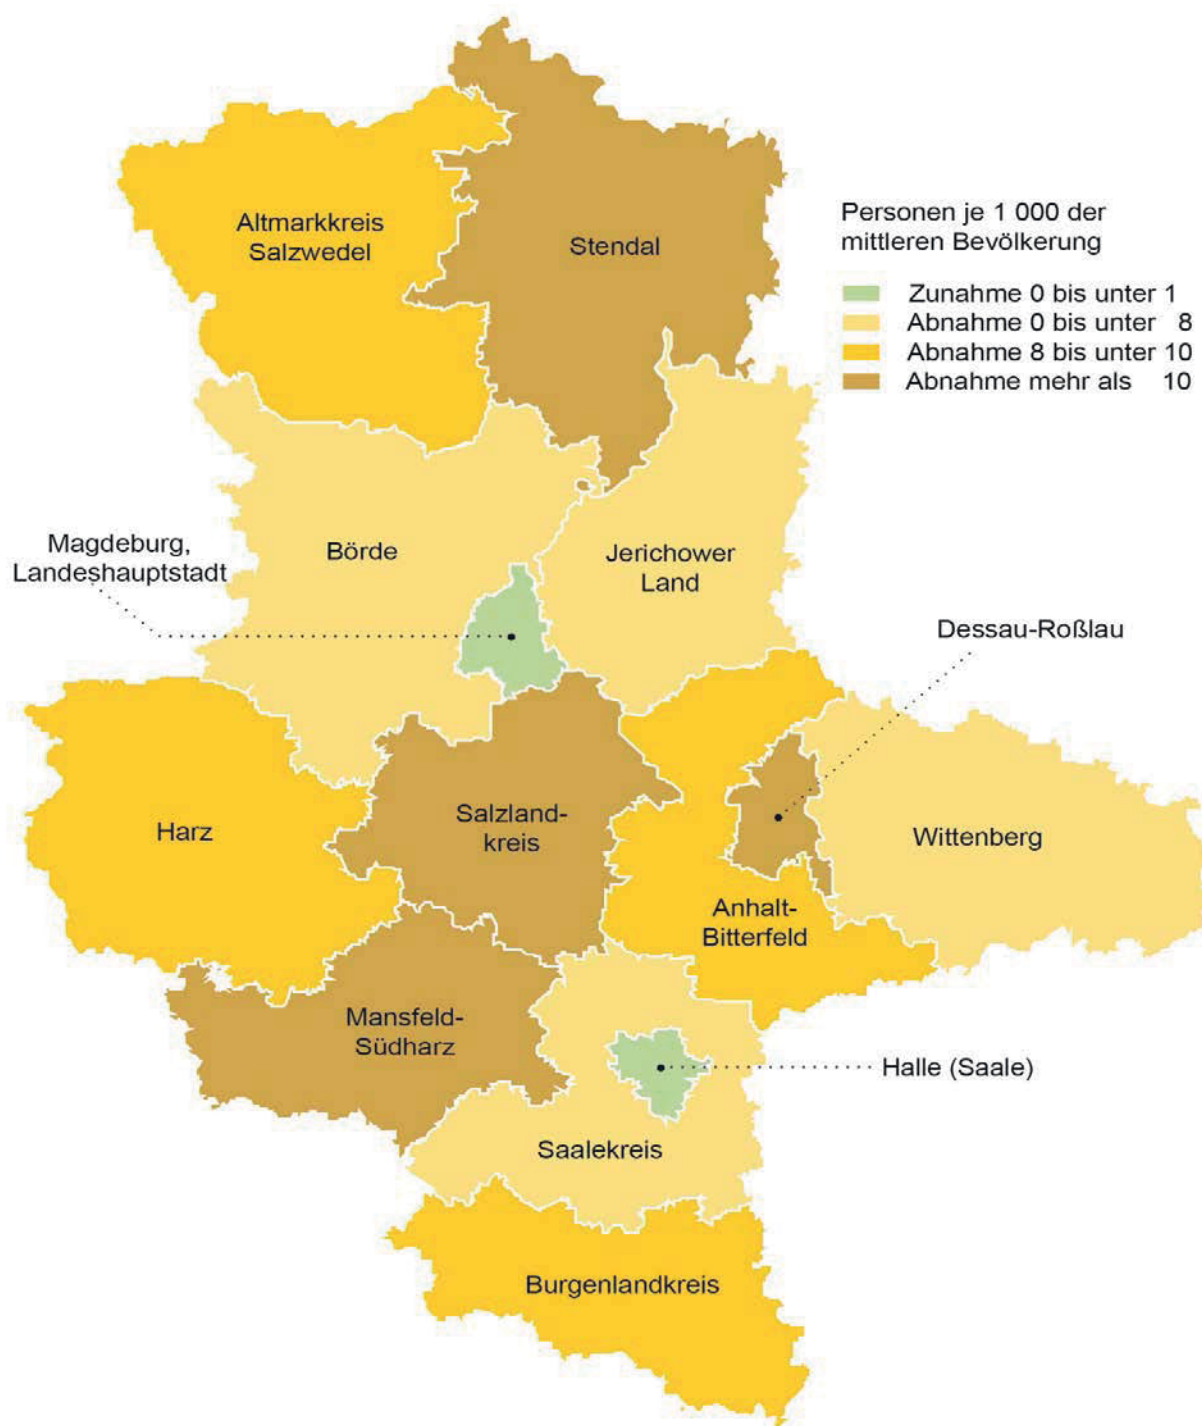 Altmarkkreis
Salzwedel
Stendal
Personen je 1 000 der
mittleren Bevölkerung
Zunahme 0 bis unter 1
Abnahme 0 bis unter 8
Abnahme 8 bis unter 10
Abnahme mehr als 10
Magdeburg,
Landeshauptstadt
Börde
Jerichower
Land
Dessau-Roßlau
Harz
Salzland-
kreis
Wittenberg
Anhalt-
Bitterfeld
Mansfeld-
Südharz
Halle (Saale)
Saalekreis
Burgenlandkreis